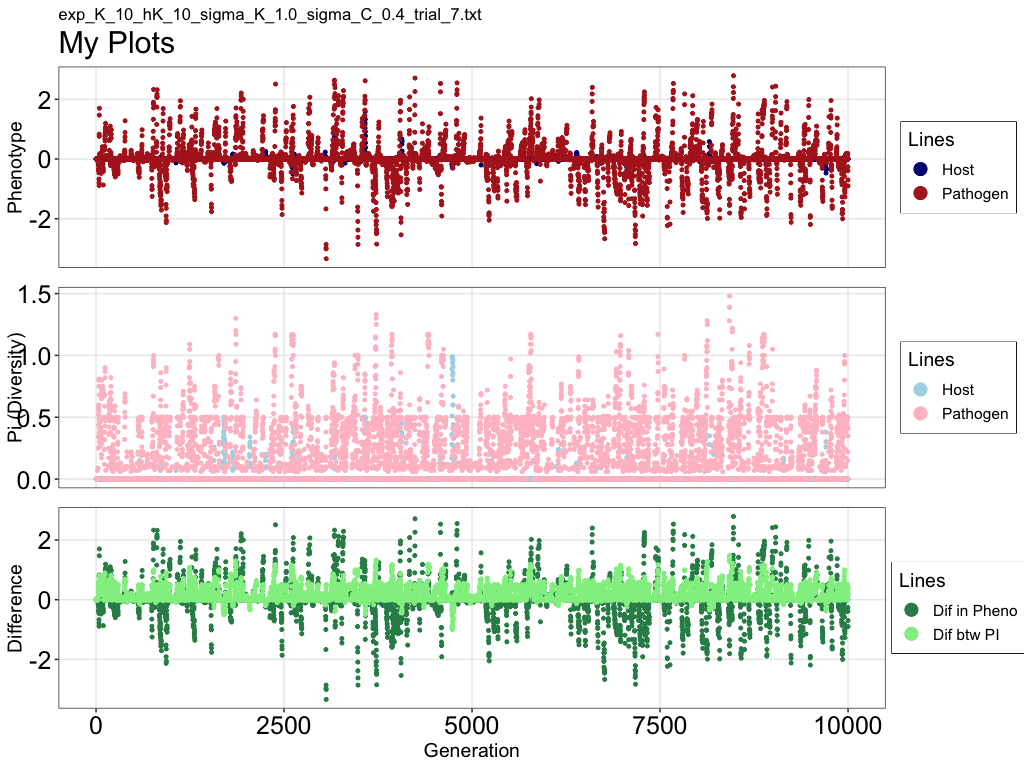 exp_K_10_hK_10_sigma_K_1.0_sigma_C_0.4_trial_7.txt
My Plots
Phenotype
2
0
-2
Lines
Host
Pathogen
Pi (Diversity)
1.5
1.0
0.5
0.0
Lines
Host
Pathogen
Difference
2
0
-2
Lines
Dif in Pheno
Dif btw PI
0 2500 5000 7500 10000
Generation